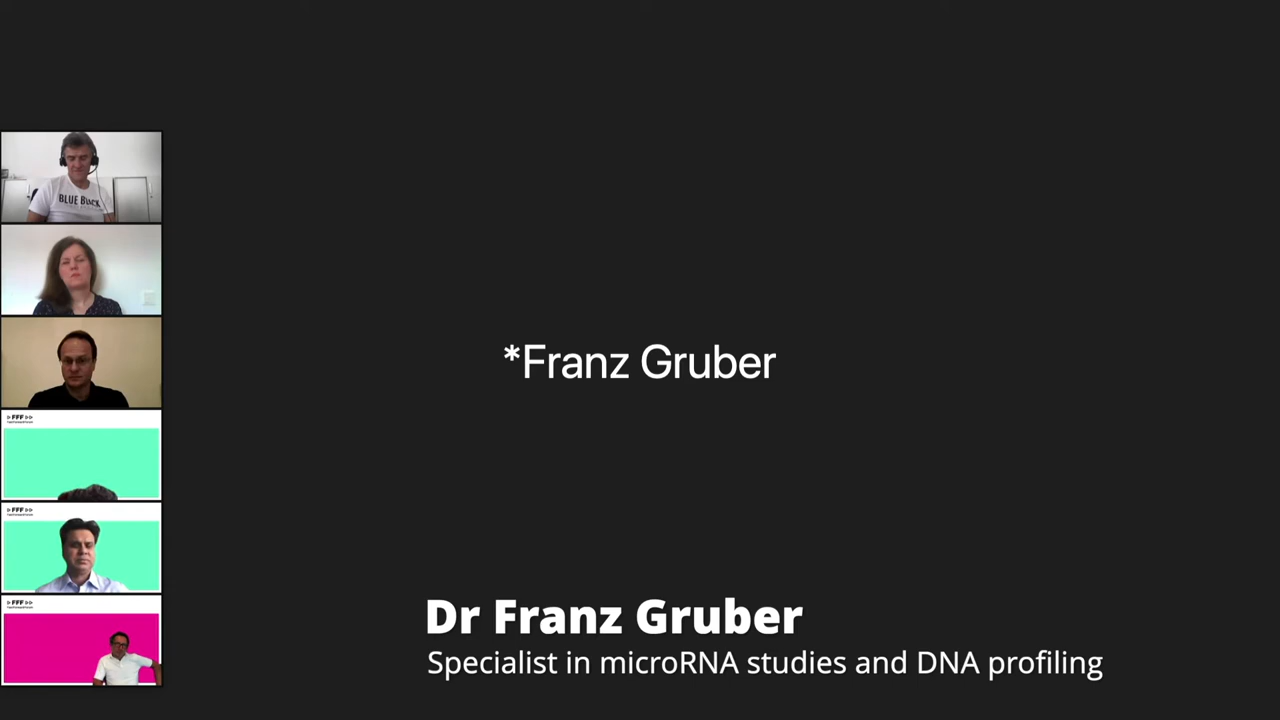 BLUE BLACK
FFF
FFF
FFF
*Franz Gruber
Dr Franz Gruber
Specialist in microRNA studies and DNA profiling